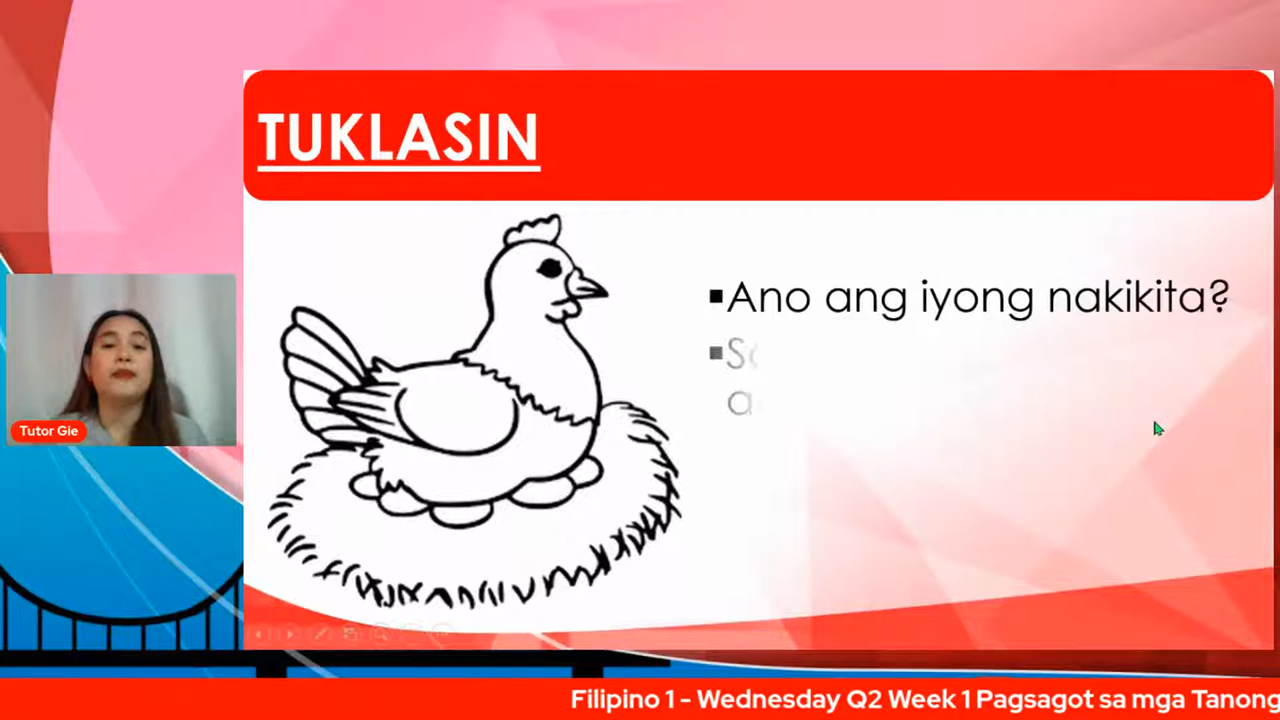 TUKLASIN
▪Ano ang iyong nakikita?
Tutor Gie
Filipino 1 - Wednesday Q2 Week 1 Pagsagot sa mga Tanong